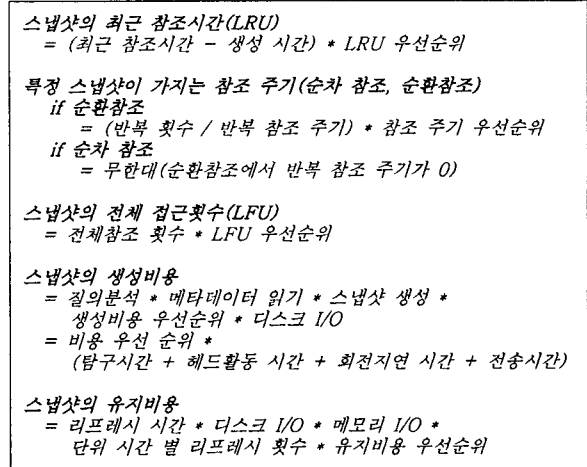 스냅샷의 최근 참조시간(LRU)
= (최근 참조시간 - 생성 시간) * LRU 우선순위
특정 스냅샷이 가지는 참조 주기(순차 참조, 순환참조)
if 순환참조
= (반복 횟수 / 반복 참조 주기) * 참조 주기 우선순위
if 순차 참조
= 무한대(순환참조에서 반복 참조 주기가 0)
스냅샷의 전체 접근횟수(LFU)
= 전체참조 횟수 * LFU 우선순위
스냅샷의 생성비용
= 질의분석 * 메타데이터 읽기 * 스냅샷 생성 *
생성비용 우선순위 * 디스크 I/O
= 비용 우선 순위 *
(탐구시간 + 헤드활동 시간 + 회전지연 시간 + 전송시간)
스냅샷의 유지비용
= 리프레시 시간 * 디스크 I/O * 메모리 I/O *
단위 시간 별 리프레시 횟수 * 유지비용 우선순위